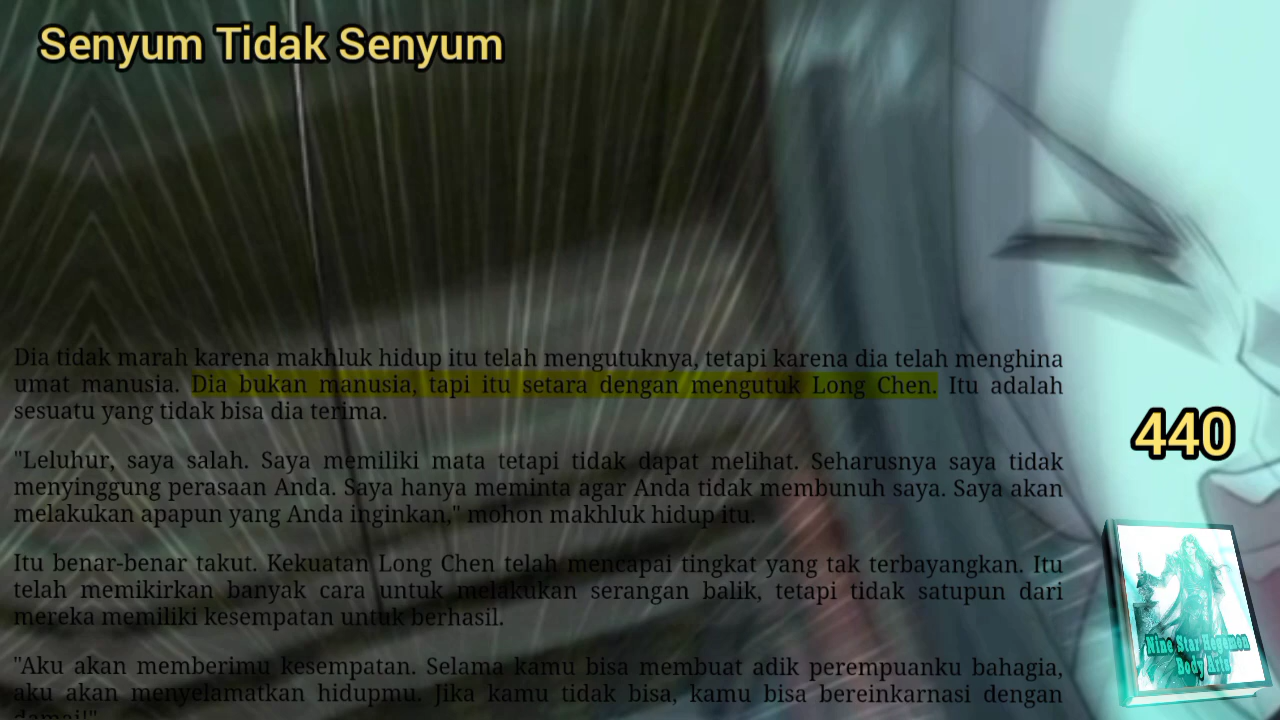 Senyum Tidak Senyum
Dia tidak marah karena makhluk hidup itu telah mengutuknya, tetapi karena dia telah menghina
umat manusia. Dia bukan manusia, tapi itu setara dengan mengutuk Long Chen. Itu adalah
sesuatu yang tidak bisa dia terima.
"Leluhur, saya salah. Saya memiliki mata tetapi tidak dapat melihat. Seharusnya saya tidak
menyinggung perasaan Anda. Saya hanya meminta agar Anda tidak membunuh saya. Saya akan
melakukan apapun yang Anda inginkan," mohon makhluk hidup itu.
Itu benar-benar takut. Kekuatan Long Chen telah mencapai tingkat yang tak terbayangkan. Itu
telah memikirkan banyak cara untuk melakukan serangan balik, tetapi tidak satupun dari
mereka memiliki kesempatan untuk berhasil.
"Aku akan memberimu kesempatan. Selama kamu bisa membuat adik perempuanku bahagia,
aku akan menyelamatkan hidupmu. Jika kamu tidak bisa, kamu bisa bereinkarnasi dengan
damai!"
440
Nine Star Hegemon
Body Arts